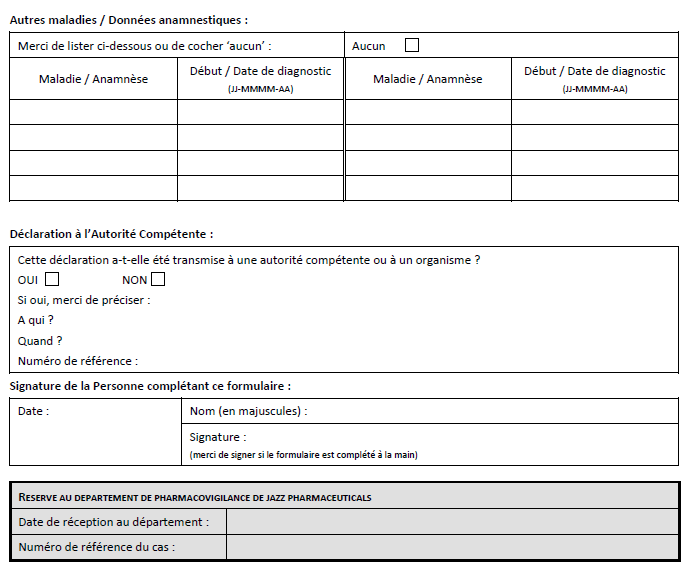 Autres maladies / Données anamnestiques :
Merci de lister ci-dessous ou de cocher ‘aucun’ :
Aucun
Maladie / Anamnèse
Début / Date de diagnostic
(JJ-MMMM-AA)
Maladie / Anamnèse
Début / Date de diagnostic
(JJ-MMMM-AA)
Déclaration à l’Autorité Compétente :
Cette déclaration a-t-elle été transmise à une autorité compétente ou à un organisme ?
OUI NON
Si oui, merci de préciser :
A qui ?
Quand ?
Numéro de référence :
Signature de la Personne complétant ce formulaire :
Date :
Nom (en majuscules) :
Signature :
(merci de signer si le formulaire est complété à la main)
RESERVE AU DEPARTEMENT DE PHARMACOVIGILANCE DE JAZZ PHARMACEUTICALS
Date de réception au département :
Numéro de référence du cas :